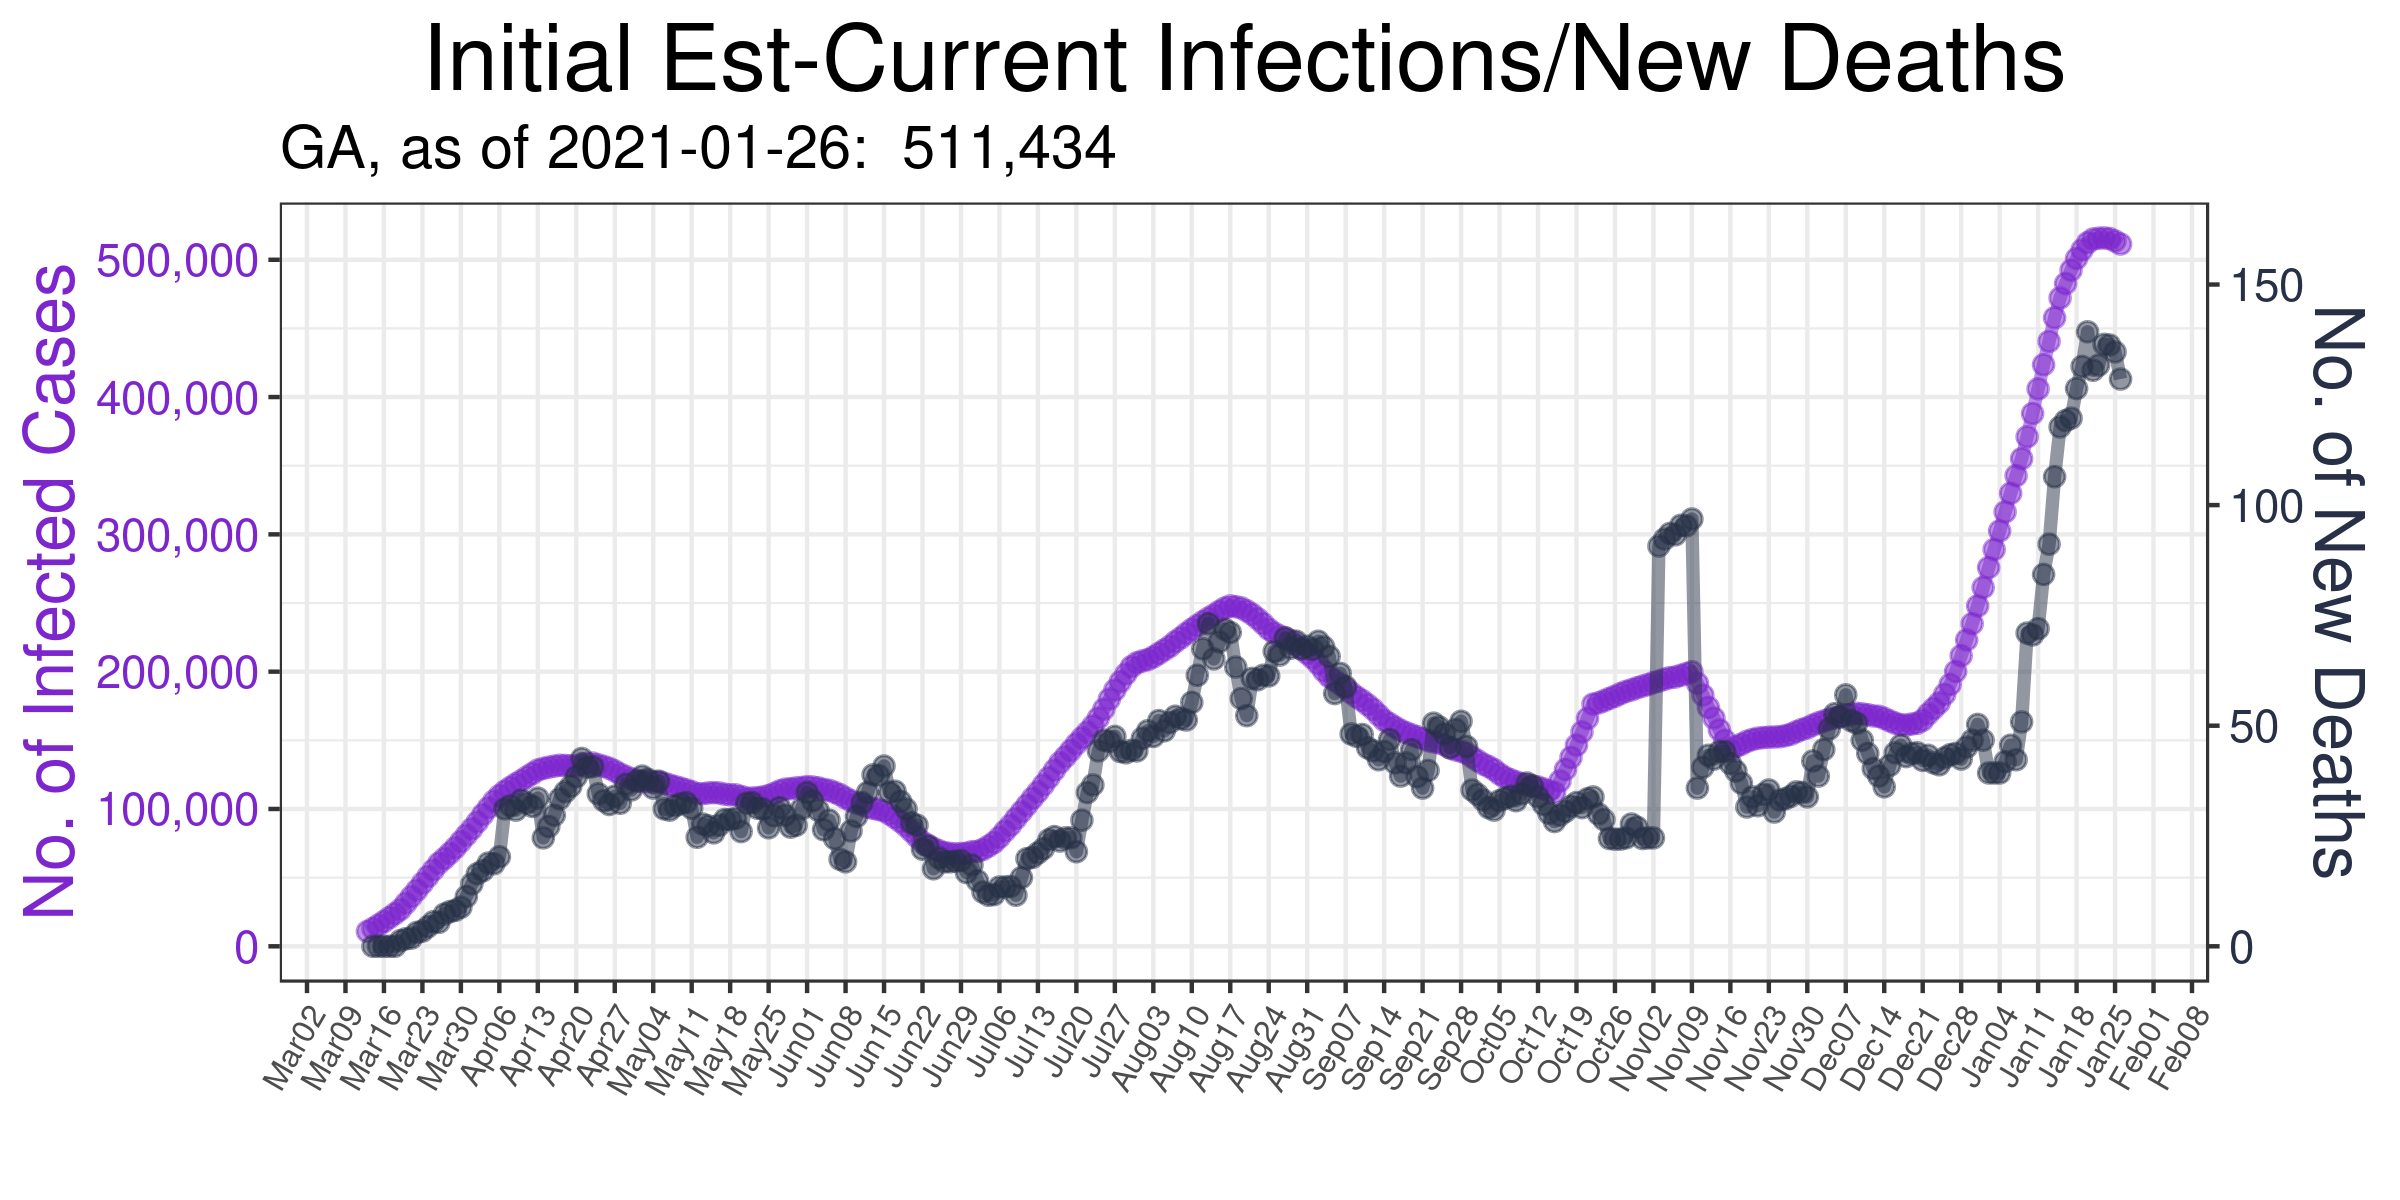 Initial Est-Current Infections/New Deaths
GA, as of 2021-01-26:  511,434
No. of Infected Cases
500,000
400,000
300,000
200,000
100,000
0
150
100
50
0
No. of New Deaths
Mar02
Mar09
Mar16
Mar23
Mar30
Apr06
Apr13
Apr20
Apr27
May04
May11
May18
May25
Jun01
Jun08
Jun15
Jun22
Jun29
Jul06
Jul13
Jul20
Jul27
Aug03
Aug10
Aug17
Aug24
Aug31
Sep07
Sep14
Sep21
Sep28
Oct05
Oct12
Oct19
Oct26
Nov02
Nov09
Nov16
Nov23
Nov30
Dec07
Dec14
Dec21
Dec28
Dec04
Jan11
Jan18
Jan18
Jan25
Feb01
Feb08